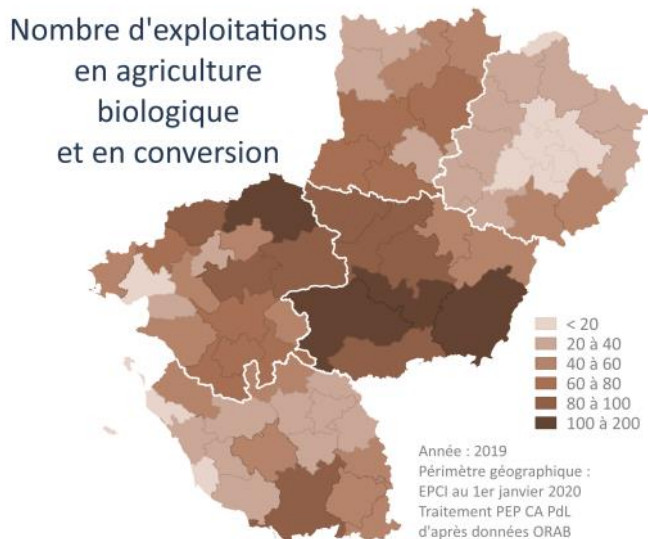 Nombre d'exploitations
en agriculture
biologique
et en conversion
< 20
20 à 40
40 à 60
60 à 80
80 à 100
100 à 200
Année : 2019
Périmètre géographique :
EPCI au 1er janvier 2020
Traitement PEP CA PdL
d'après données ORAB